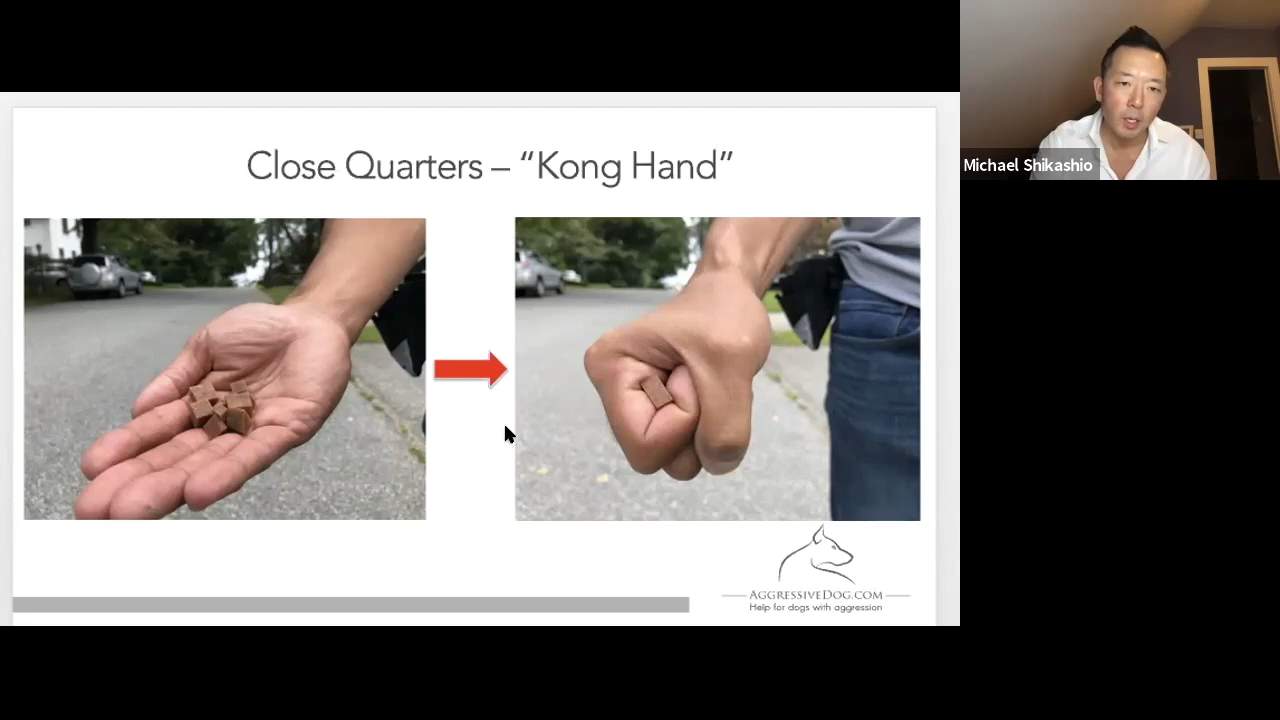 Close Quarters – “Kong Hand”
Michael Shikashio
AGGRESSIVEDOG.COM
Help for dogs with aggression